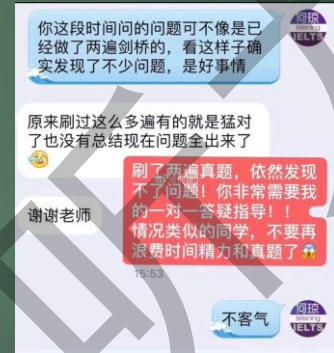 你这段时间问的问题可不像是已
经做了两遍剑桥的，看这样子确
实发现了不少问题，是好事情
何琼
listening
IELTS
原来刷过这么多遍有的就是猛对
了也没有总结现在问题全出来了
刷了两遍真题，依然发现
不了问题！你非常需要我
的一对一答疑指导！！
情况类似的同学，不要再
浪费时间精力和真题了
谢谢老师
15:53
不客气
何琼
listening
IELTS